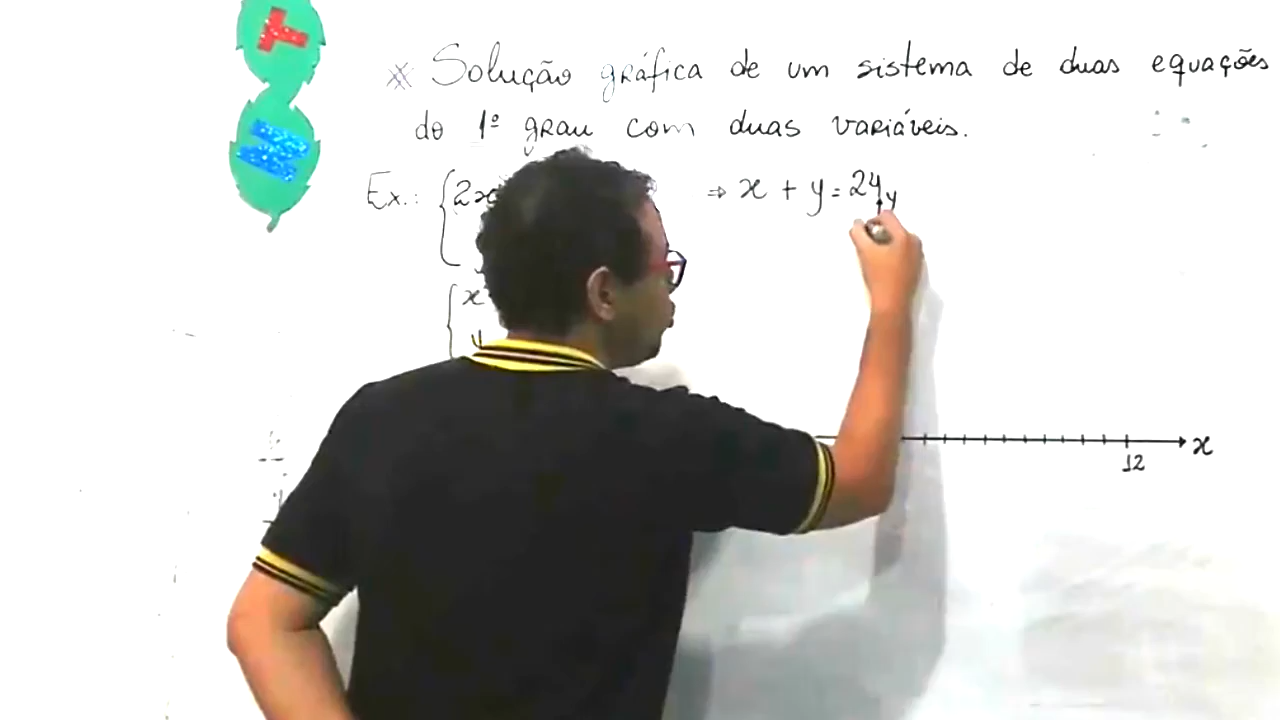 T
M
* Solução gráfica de um sistema de duas equações
do 1º grau com duas variáveis.
Ex.: { 2x
⇒ x + y = 24
y
{ x
y
x
12